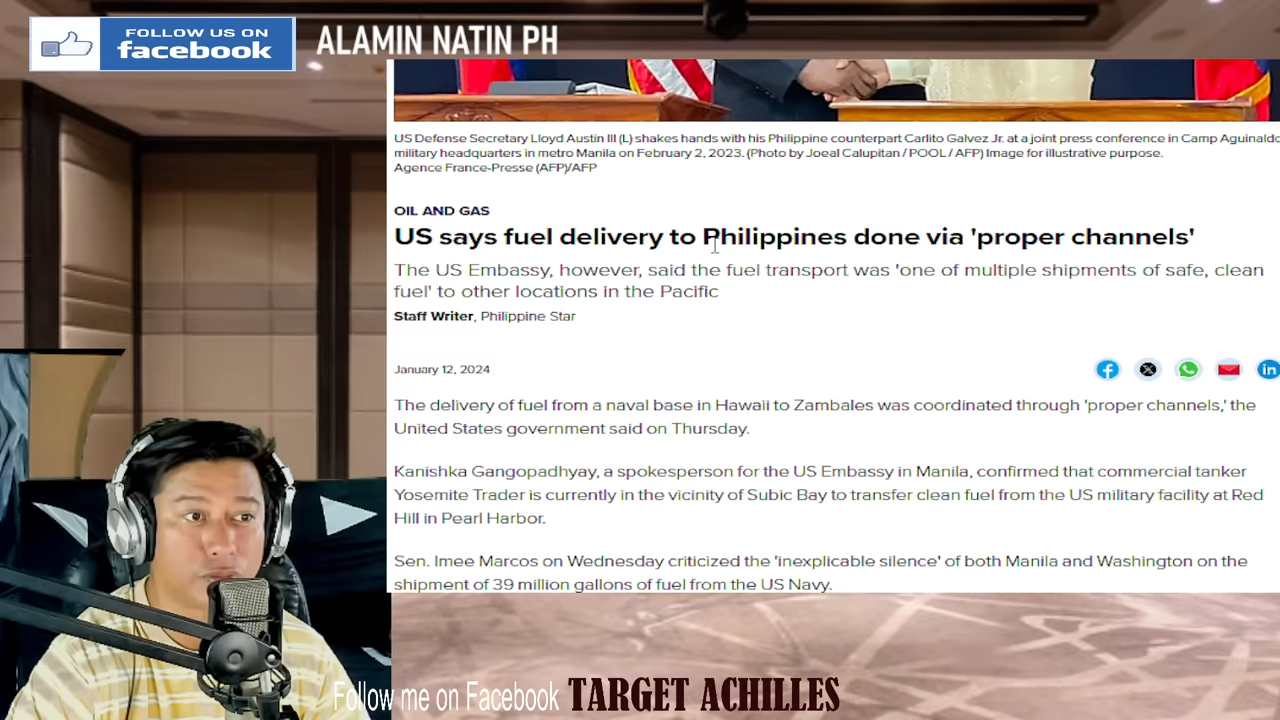 FOLLOW US ON
facebook
ALAMIN NATIN PH
US Defense Secretary Lloyd Austin III (L) shakes hands with his Philippine counterpart Carlito Galvez Jr. at a joint press conference in Camp Aguinaldo
military headquarters in metro Manila on February 2, 2023. (Photo by Joeal Calupitan / POOL / AFP) Image for illustrative purpose.
Agence France-Presse (AFP)/AFP
OIL AND GAS
US says fuel delivery to Philippines done via 'proper channels'
The US Embassy, however, said the fuel transport was 'one of multiple shipments of safe, clean
fuel' to other locations in the Pacific
Staff Writer, Philippine Star
January 12, 2024
The delivery of fuel from a naval base in Hawaii to Zambales was coordinated through 'proper channels,' the
United States government said on Thursday.
Kanishka Gangopadhyay, a spokesperson for the US Embassy in Manila, confirmed that commercial tanker
Yosemite Trader is currently in the vicinity of Subic Bay to transfer clean fuel from the US military facility at Red
Hill in Pearl Harbor.
Sen. Imee Marcos on Wednesday criticized the 'inexplicable silence' of both Manila and Washington on the
shipment of 39 million gallons of fuel from the US Navy.
Follow me on Facebook TARGET ACHILLES